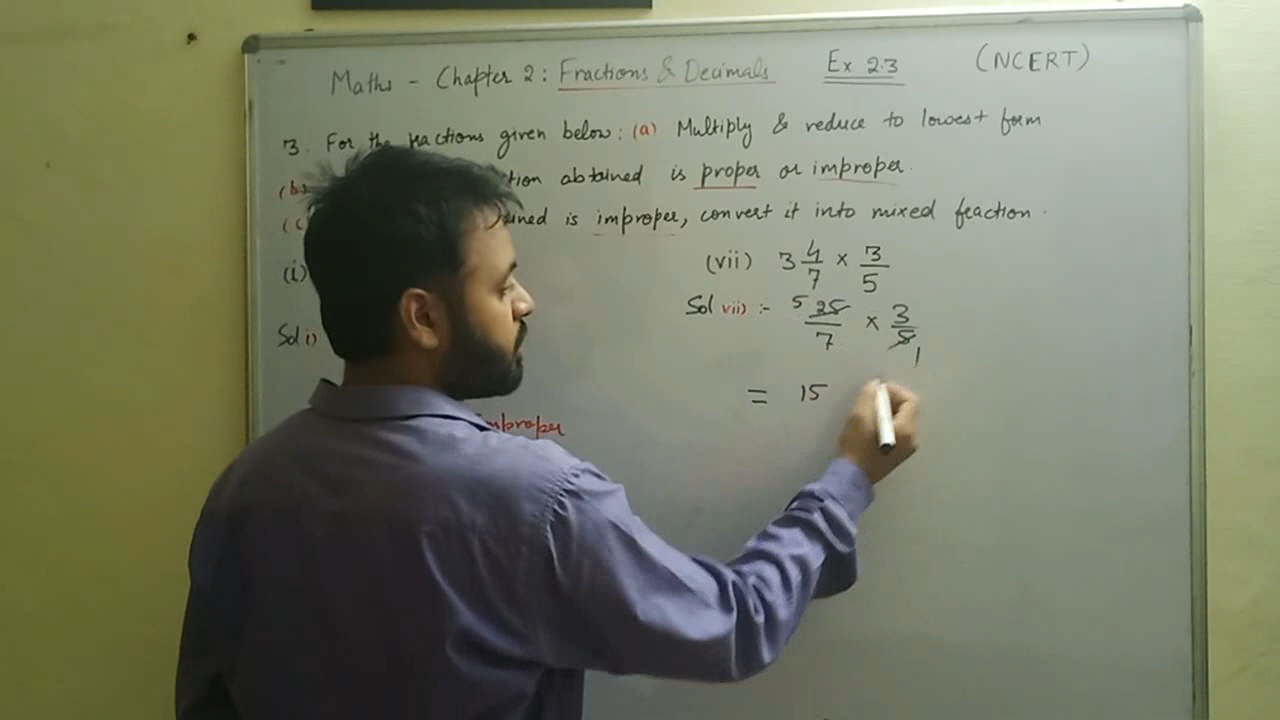 Maths - Chapter 2 : Fractions & Decimals Ex 2.3 (NCERT)
3. For the fractions given below : (a) Multiply & reduce to lowest form
(b) obtained is proper or improper.
(c) is improper, convert it into mixed fraction.
(i) (vii) 3 4/7 × 3/5
Sol i) Sol vii) :- 5 25/7 × 3/5 1
= 15
improper